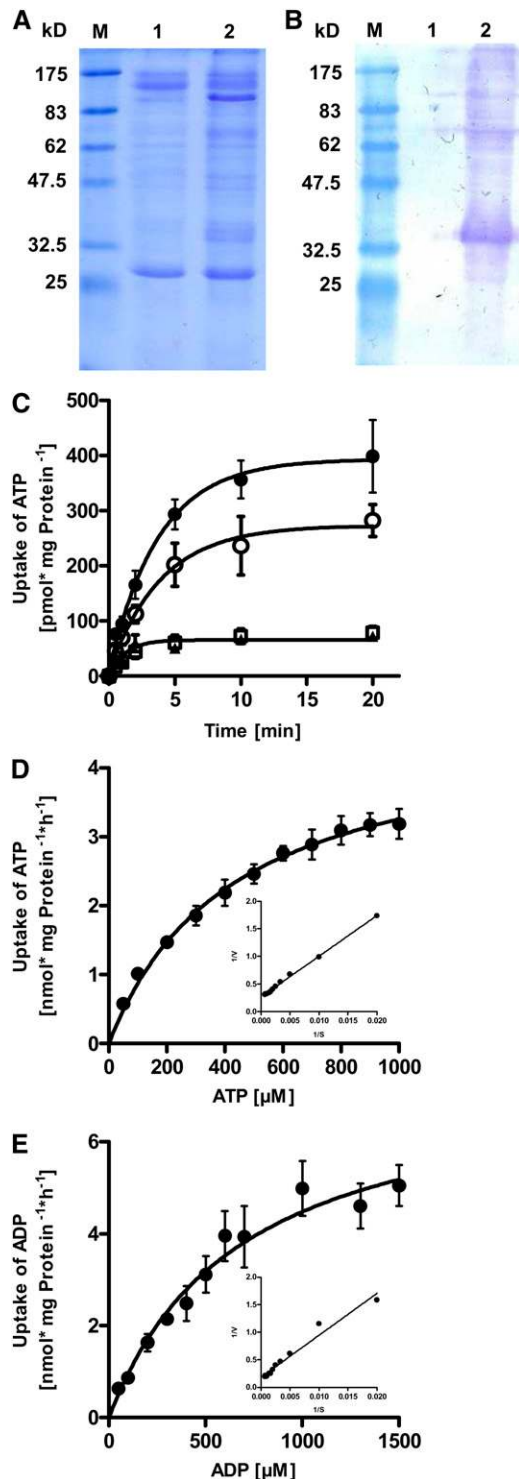 A
kD M 1 2
175
83
62
47.5
32.5
25
B
kD M 1 2
175
83
62
47.5
32.5
25
C
Uptake of ATP
[pmol* mg Protein -1]
500
400
300
200
100
0
0 5 10 15 20
Time [min]
D
Uptake of ATP
[nmol* mg Protein -1*h-1]
4
3
2
1
0
0 200 400 600 800 1000
ATP [µM]
1/V
2.0
1.5
1.0
0.5
0.0
0.000 0.005 0.010 0.015 0.020
1/S
E
Uptake of ADP
[nmol* mg Protein -1*h-1]
6
4
2
0
0 500 1000 1500
ADP [µM]
1/V
2.0
1.5
1.0
0.5
0.0
0.000 0.005 0.010 0.015 0.020
1/S